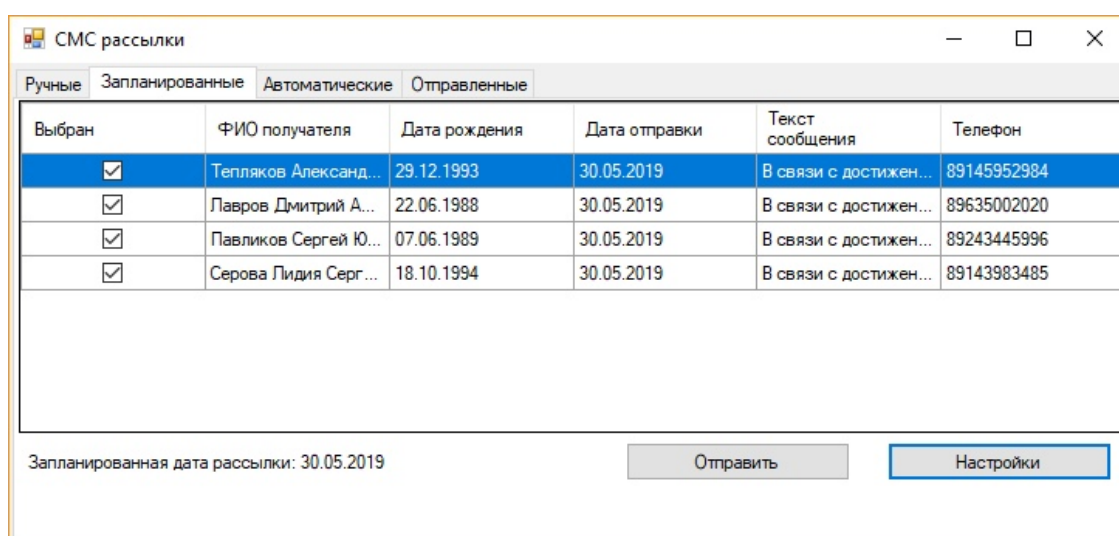 СМС рассылки
Ручные Запланированные Автоматические Отправленные
Выбран ФИО получателя Дата рождения Дата отправки Текст сообщения Телефон
Тепляков Александ... 29.12.1993 30.05.2019 В связи с достижен... 89145952984
Лавров Дмитрий А... 22.06.1988 30.05.2019 В связи с достижен... 89635002020
Павликов Сергей Ю... 07.06.1989 30.05.2019 В связи с достижен... 89243445996
Серова Лидия Серг... 18.10.1994 30.05.2019 В связи с достижен... 89143983485
Запланированная дата рассылки: 30.05.2019 Отправить Настройки